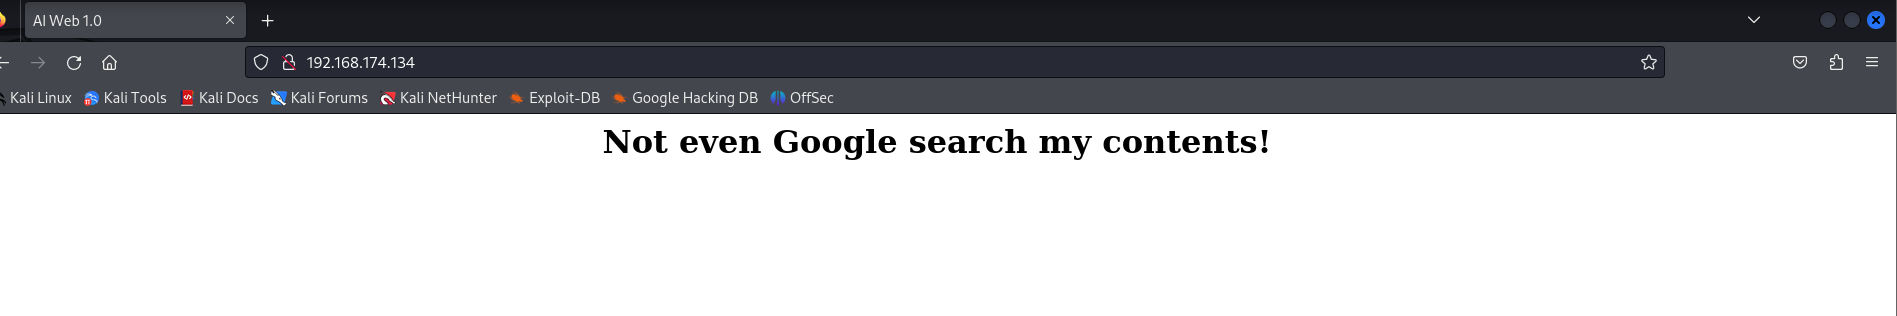 AI Web 1.0
192.168.174.134
Kali Linux Kali Tools Kali Docs Kali Forums Kali NetHunter Exploit-DB Google Hacking DB OffSec
Not even Google search my contents!